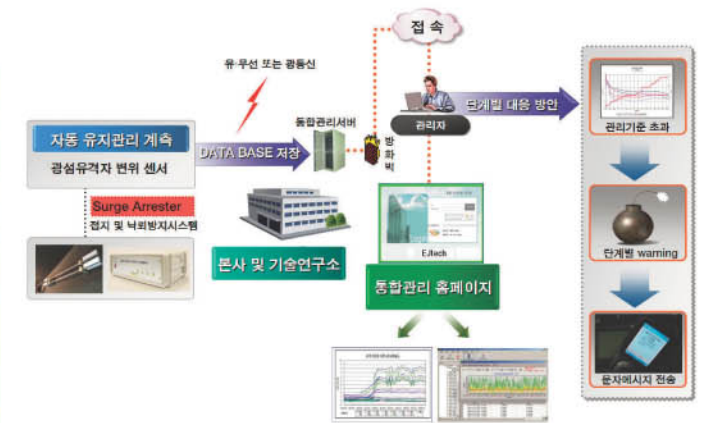 접 속
유·무선 또는 광통신
단계별 대응 방안
통합관리서버
관리자
관리기준 초과
자동 유지관리 계측
DATA BASE 저장
방화벽
광섬유격자 변위 센서
Surge Arrester
접지 및 낙뢰방지시스템
EJtech
단계별 warning
본사 및 기술연구소
통합관리 홈페이지
문자메시지 전송